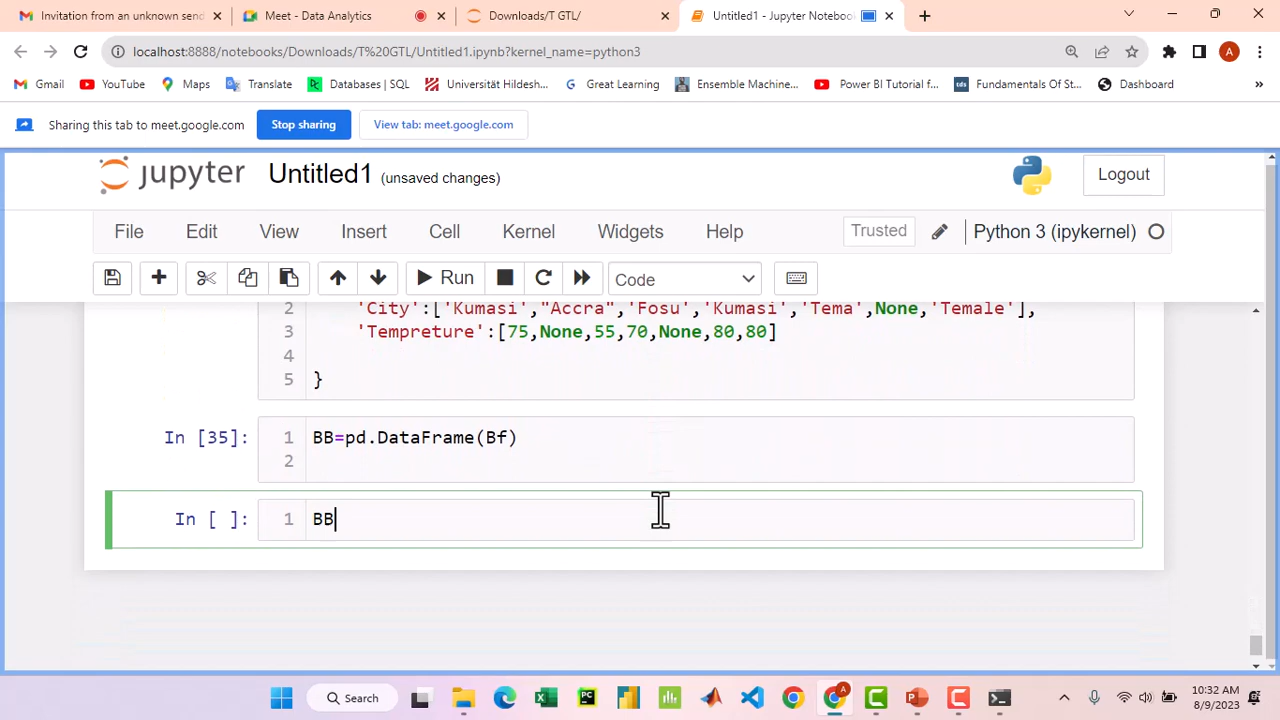 Invitation from an unknown send
Meet - Data Analytics
Downloads/T GTL/
Untitled1 - Jupyter Notebook
localhost:8888/notebooks/Downloads/T%20GTL/Untitled1.ipynb?kernel_name=python3
A
Gmail YouTube Maps Translate Databases | SQL Universität Hildesh... Great Learning Ensemble Machine... Power BI Tutorial f... tds Fundamentals Of St... Dashboard »
Sharing this tab to meet.google.com Stop sharing View tab: meet.google.com
jupyter Untitled1 (unsaved changes) Logout
File Edit View Insert Cell Kernel Widgets Help Trusted Python 3 (ipykernel)
Run Code
2 'City':['Kumasi',"Accra",'Fosu','Kumasi','Tema',None,'Temale'],
3 'Tempreture':[75,None,55,70,None,80,80]
4
5 }
In [35]: 1 BB=pd.DataFrame(Bf)
2
In [ ]: 1 BB
Search
10:32 AM
8/9/2023